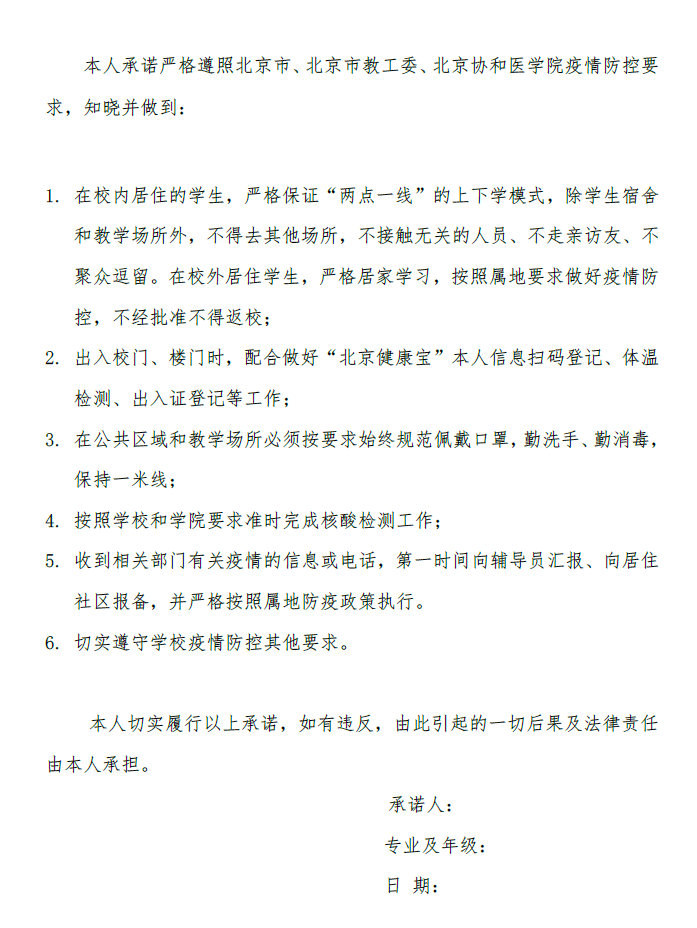 本人承诺严格遵照北京市、北京市教工委、北京协和医学院疫情防控要
求，知晓并做到：
1. 在校内居住的学生，严格保证“两点一线”的上下学模式，除学生宿舍
和教学场所外，不得去其他场所，不接触无关的人员、不走亲访友、不
聚众逗留。在校外居住学生，严格居家学习，按照属地要求做好疫情防
控，不经批准不得返校；
2. 出入校门、楼门时，配合做好“北京健康宝”本人信息扫码登记、体温
检测、出入证登记等工作；
3. 在公共区域和教学场所必须按要求始终规范佩戴口罩，勤洗手、勤消毒，
保持一米线；
4. 按照学校和学院要求准时完成核酸检测工作；
5. 收到相关部门有关疫情的信息或电话，第一时间向辅导员汇报、向居住
社区报备，并严格按照属地防疫政策执行。
6. 切实遵守学校疫情防控其他要求。
本人切实履行以上承诺，如有违反，由此引起的一切后果及法律责任
由本人承担。
承诺人：
专业及年级：
日 期：